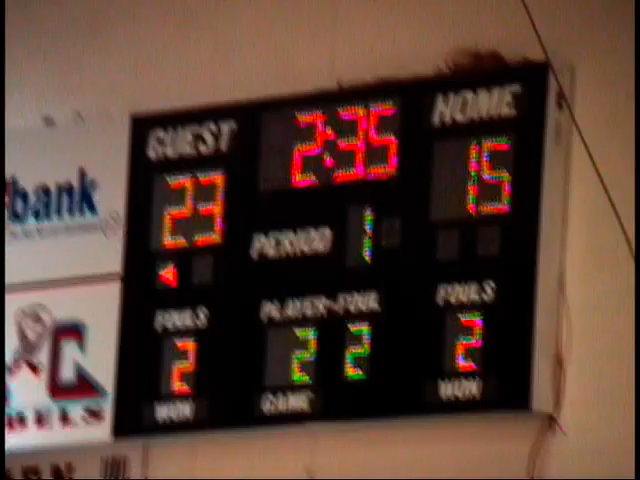 GUEST
2:35
HOME
bank
23
15
PERIOD 1
FOULS
PLAYER-FOUL
FOULS
2
2 2
2
WON
GAME
WON
C